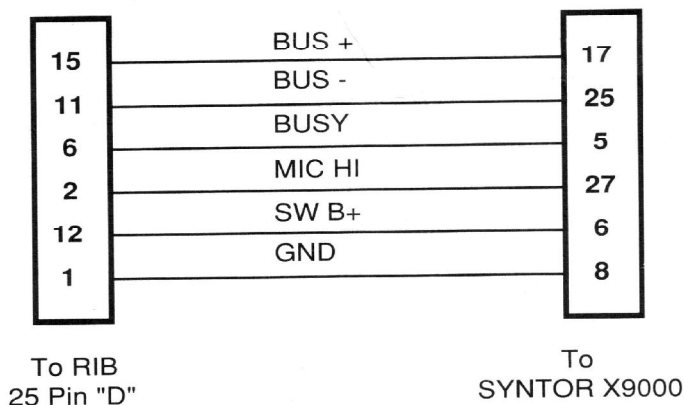 BUS +
15 17
BUS -
11 25
BUSY
6 5
MIC HI
2 27
SW B+
12 6
GND
1 8
To RIB
25 Pin "D"
To
SYNTOR X9000